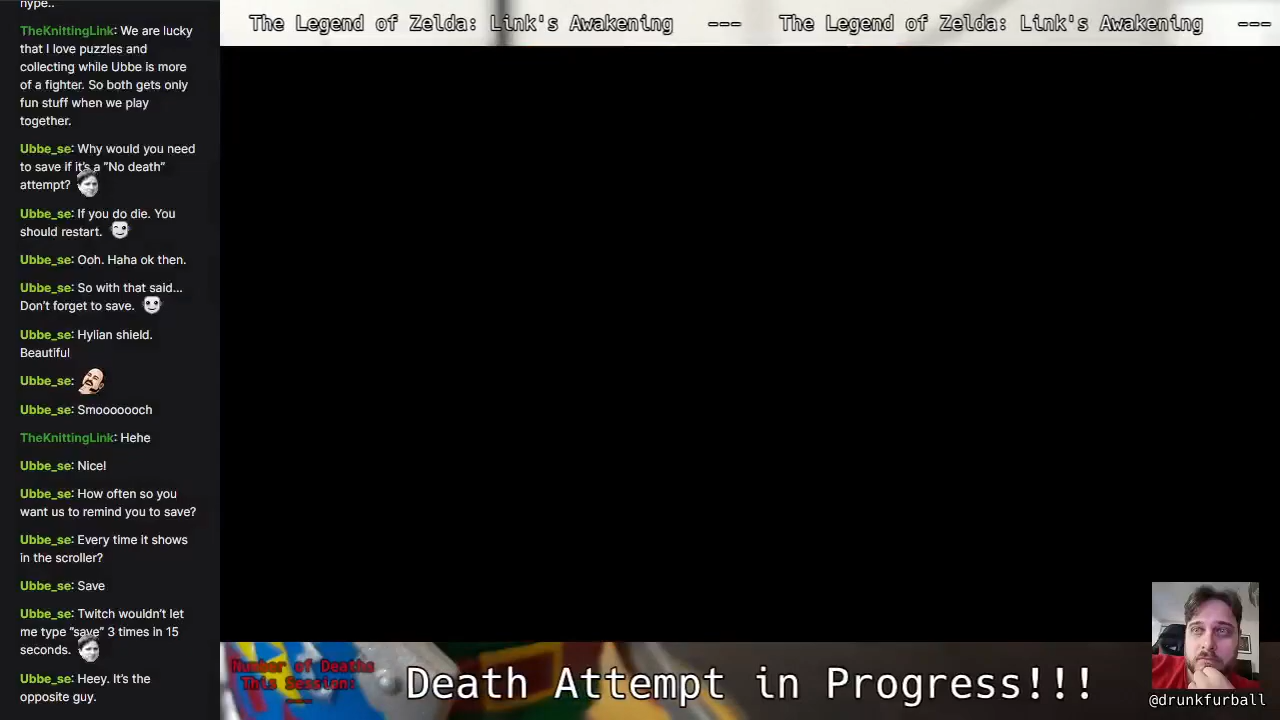 hype..
TheKnittingLink: We are lucky
that I love puzzles and
collecting while Ubbe is more
of a fighter. So both gets only
fun stuff when we play
together.
Ubbe_se: Why would you need
to save if it's a "No death"
attempt?
Ubbe_se: If you do die. You
should restart.
Ubbe_se: Ooh. Haha ok then.
Ubbe_se: So with that said...
Don't forget to save.
Ubbe_se: Hylian shield.
Beautiful
Ubbe_se:
Ubbe_se: Smooooooch
TheKnittingLink: Hehe
Ubbe_se: Nice!
Ubbe_se: How often so you
want us to remind you to save?
Ubbe_se: Every time it shows
in the scroller?
Ubbe_se: Save
Ubbe_se: Twitch wouldn't let
me type "save" 3 times in 15
seconds.
Ubbe_se: Heey. It's the
opposite guy.
The Legend of Zelda: Link's Awakening --- The Legend of Zelda: Link's Awakening ---
Number of Deaths
This Session:
Death Attempt in Progress!!!
@drunkfurball